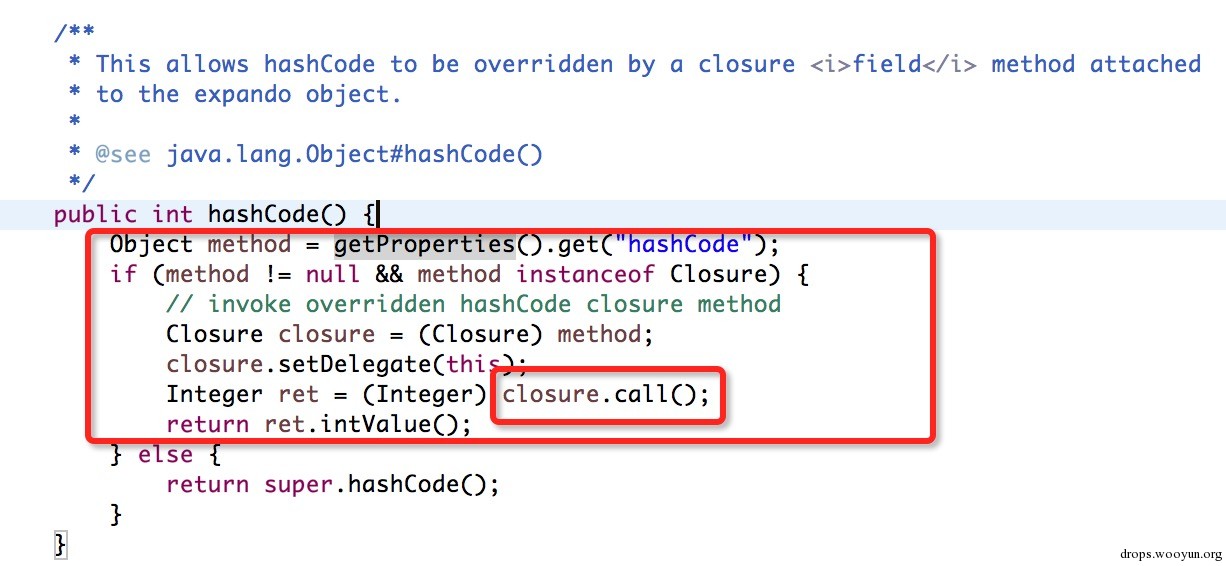 /**
 * This allows hashCode to be overridden by a closure <i>field</i> method attached
 * to the expando object.
 *
 * @see java.lang.Object#hashCode()
 */
public int hashCode() {
    Object method = getProperties().get("hashCode");
    if (method != null && method instanceof Closure) {
        // invoke overridden hashCode closure method
        Closure closure = (Closure) method;
        closure.setDelegate(this);
        Integer ret = (Integer) closure.call();
        return ret.intValue();
    } else {
        return super.hashCode();
    }
}
drops.wooyun.org